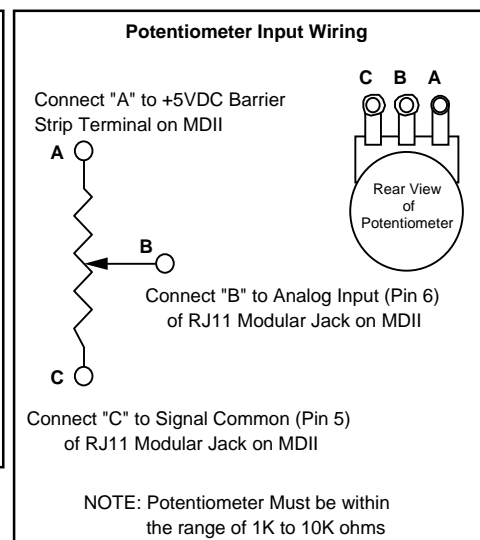 Potentiometer Input Wiring
C B A
Connect "A" to +5VDC Barrier
Strip Terminal on MDII
A
Rear View
of
Potentiometer
B
Connect "B" to Analog Input (Pin 6)
of RJ11 Modular Jack on MDII
C
Connect "C" to Signal Common (Pin 5)
of RJ11 Modular Jack on MDII
NOTE: Potentiometer Must be within
the range of 1K to 10K ohms